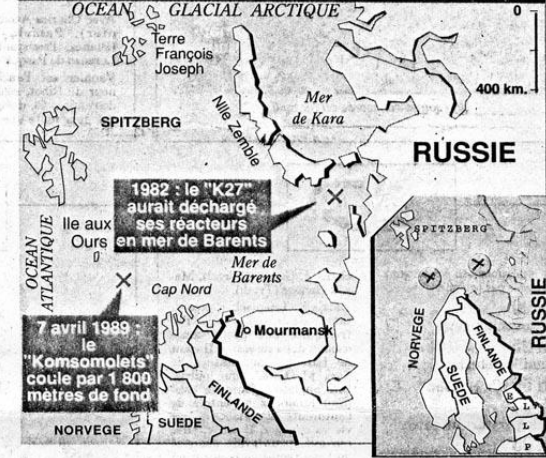 OCEAN GLACIAL ARCTIQUE
0
400 km.
Terre
François
Joseph
Mer
de Kara
Nlle Zemble
SPITZBERG
RUSSIE
1982 : le "K27"
aurait déchargé
ses réacteurs
en mer de Barents
Ile aux
Ours
OCEAN
ATLANTIQUE
Mer de
Barents
Cap Nord
7 avril 1989 :
le
"Komsomolets"
coule par 1 800
mètres de fond
Mourmansk
FINLANDE
SUEDE
NORVEGE
SPITZBERG
RUSSIE
NORVEGE
FINLANDE
SUEDE
E
L
L
P